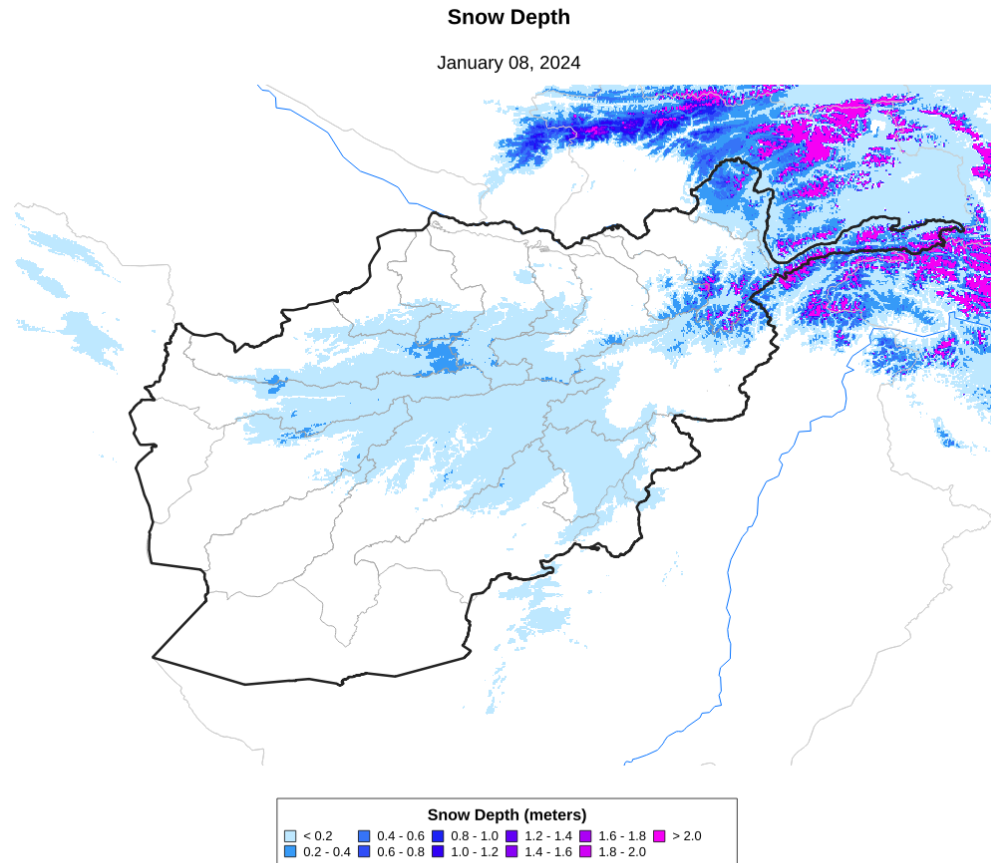 Snow Depth
January 08, 2024
Snow Depth (meters)
< 0.2 0.4 - 0.6 0.8 - 1.0 1.2 - 1.4 1.6 - 1.8 > 2.0
0.2 - 0.4 0.6 - 0.8 1.0 - 1.2 1.4 - 1.6 1.8 - 2.0